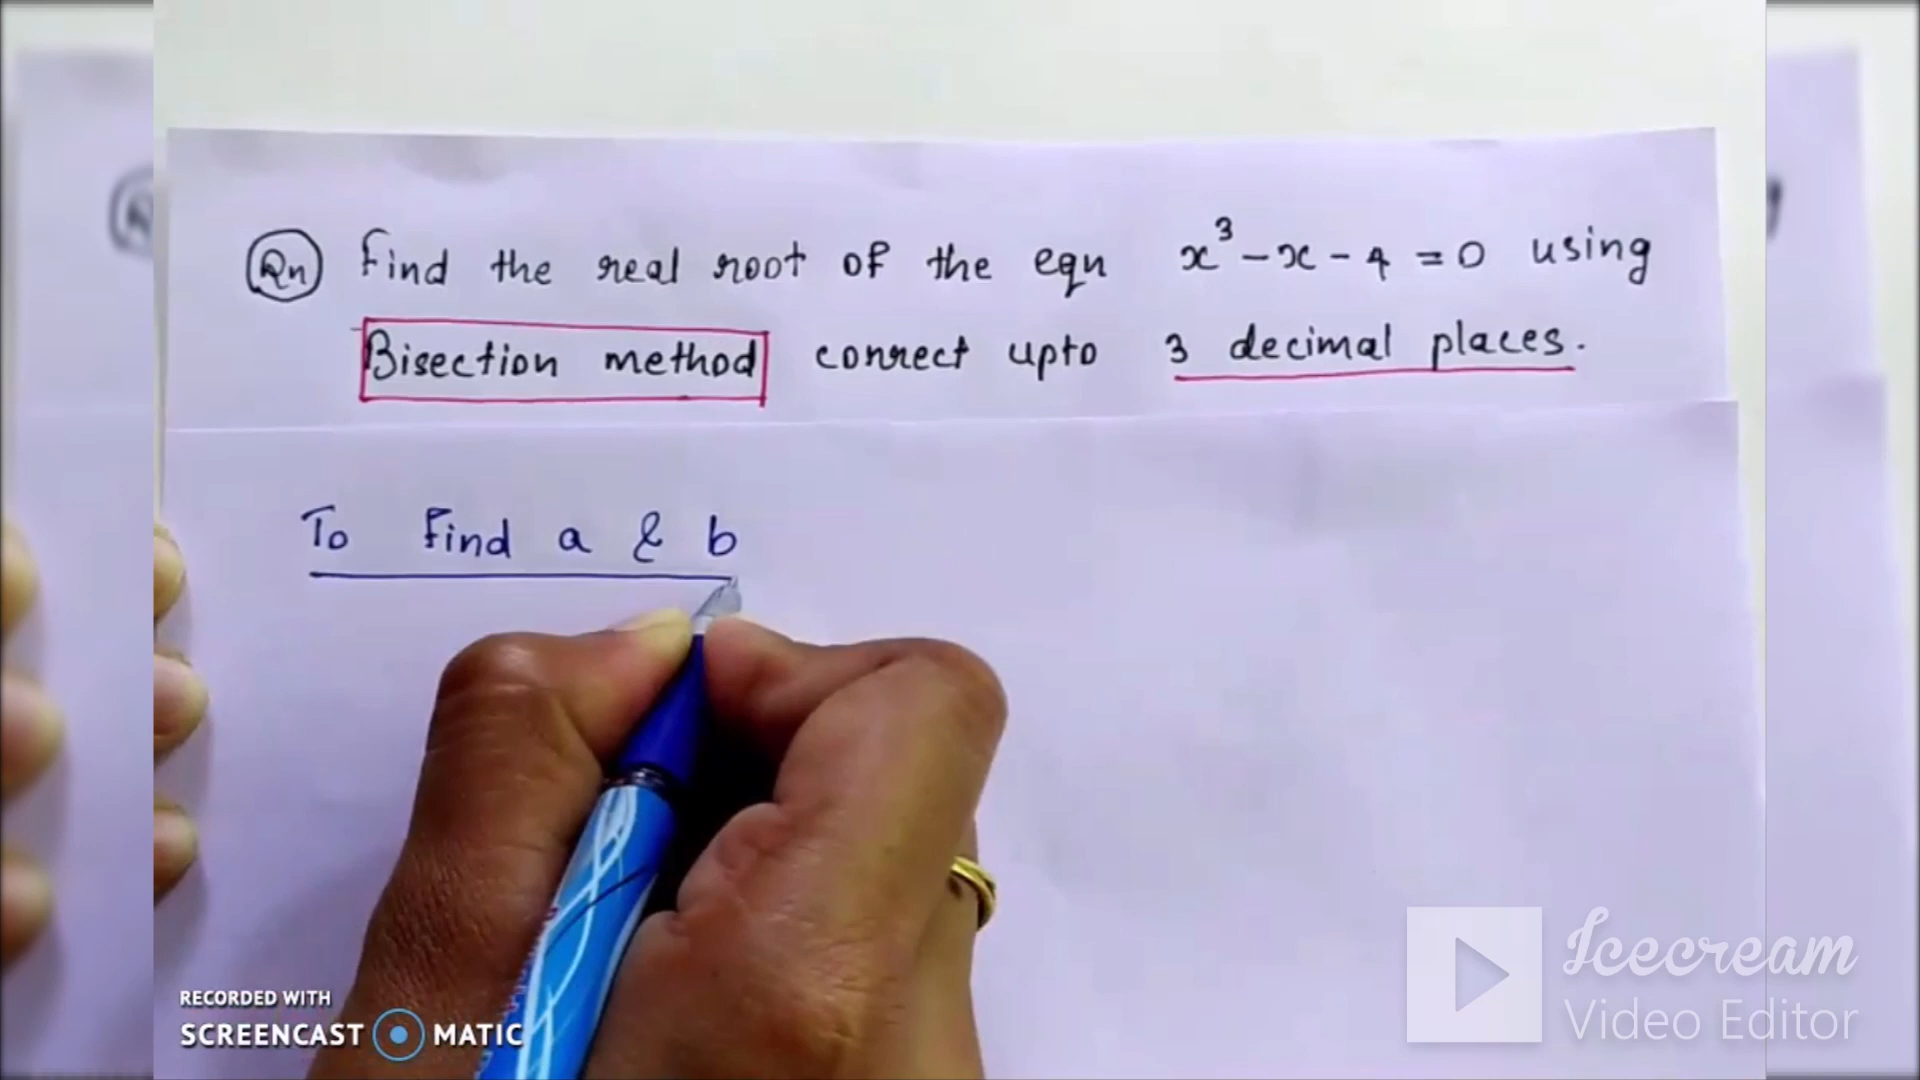 Qn Find the real root of the eqn x³ - x - 4 = 0 using
Bisection method correct upto 3 decimal places.
To Find a & b
RECORDED WITH
SCREENCAST MATIC
Icecream
Video Editor